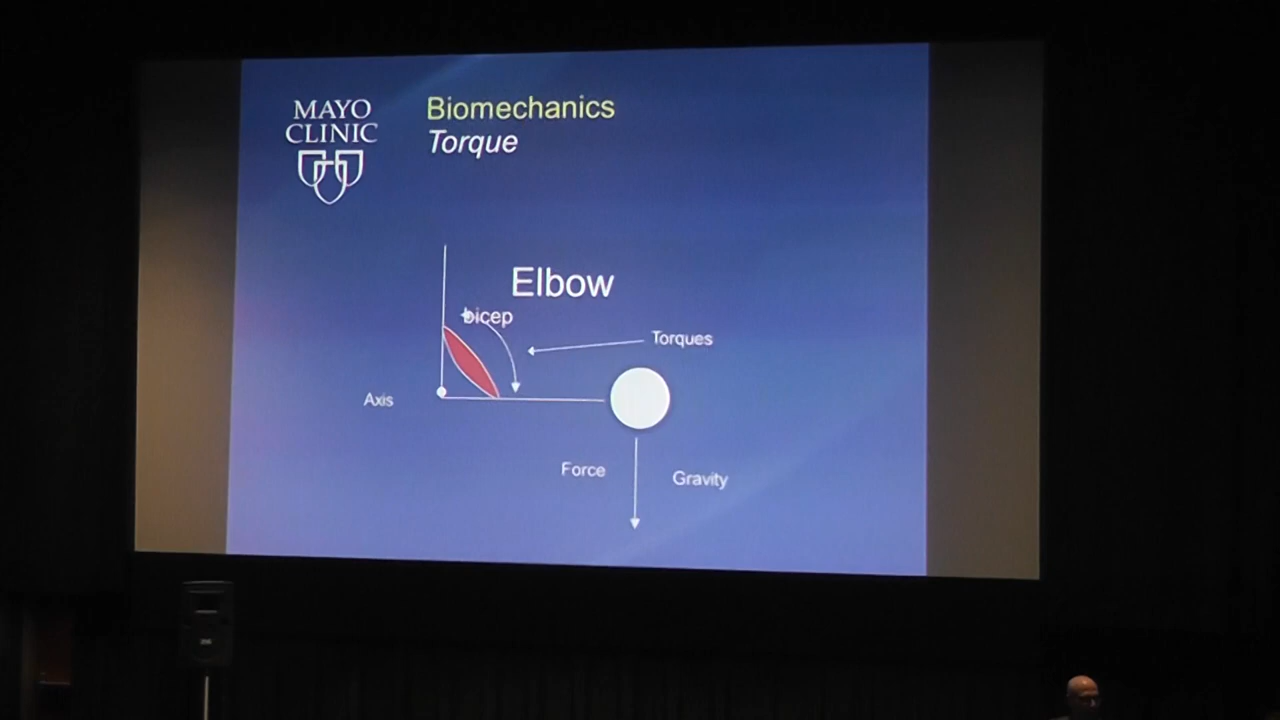 MAYO
CLINIC
Biomechanics
Torque
Elbow
bicep
Torques
Axis
Force
Gravity